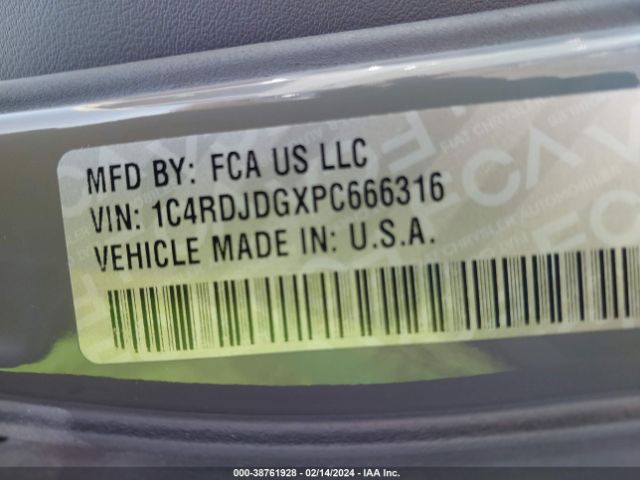 MFD BY: FCA US LLC
VIN: 1C4RDJDGXPC666316
VEHICLE MADE IN: U.S.A.
000-38761928 - 02/14/2024 - IAA Inc.